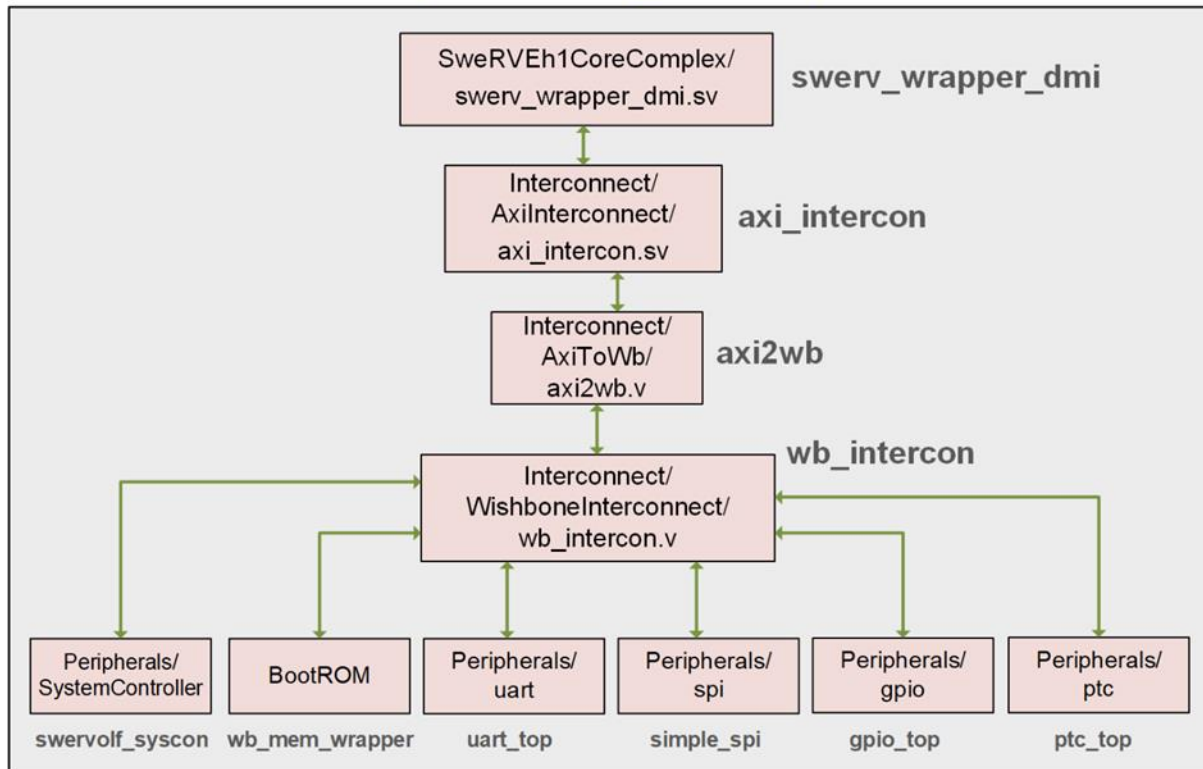 SweRVEh1CoreComplex/
swerv_wrapper_dmi.sv
swerv_wrapper_dmi
Interconnect/
AxiInterconnect/
axi_intercon.sv
axi_intercon
Interconnect/
AxiToWb/
axi2wb.v
axi2wb
wb_intercon
Interconnect/
WishboneInterconnect/
wb_intercon.v
Peripherals/
SystemController
BootROM
Peripherals/
uart
Peripherals/
spi
Peripherals/
gpio
Peripherals/
ptc
swervolf_syscon
wb_mem_wrapper
uart_top
simple_spi
gpio_top
ptc_top